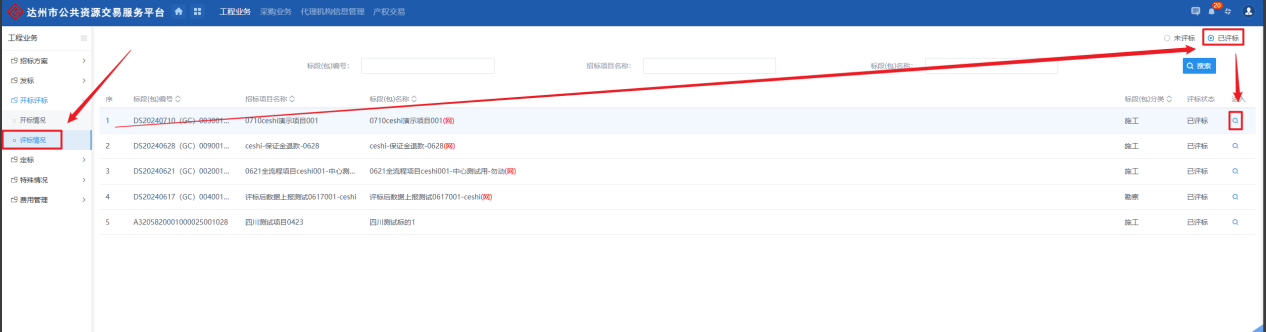 达州市公共资源交易服务平台 工程业务 采购业务 代理机构信息管理 产权交易 20
工程业务
未评标 已评标
招标方案
标段(包)编号： 招标项目名称： 标段(包)名称： 搜索
发标
开标评标
序 标段(包)编号 招标项目名称 标段(包)名称 标段(包)分类 评标状态
开标情况
1 DS20240710（GC）003001... 0710ceshi演示项目001 0710ceshi演示项目001(网) 施工 已评标
评标情况
2 DS20240628（GC）009001... ceshi-保证金退款-0628 ceshi-保证金退款-0628(网) 施工 已评标
定标
3 DS20240621（GC）002001... 0621全流程项目ceshi001-中心测... 0621全流程项目ceshi001-中心测试用-勿动(网) 施工 已评标
特殊情况
4 DS20240617（GC）004001... 评标后数据上报测试0617001-ceshi 评标后数据上报测试0617001-ceshi(网) 勘察 已评标
费用管理
5 A3205820001000025001028 四川测试项目0423 四川测试标的1 施工 已评标